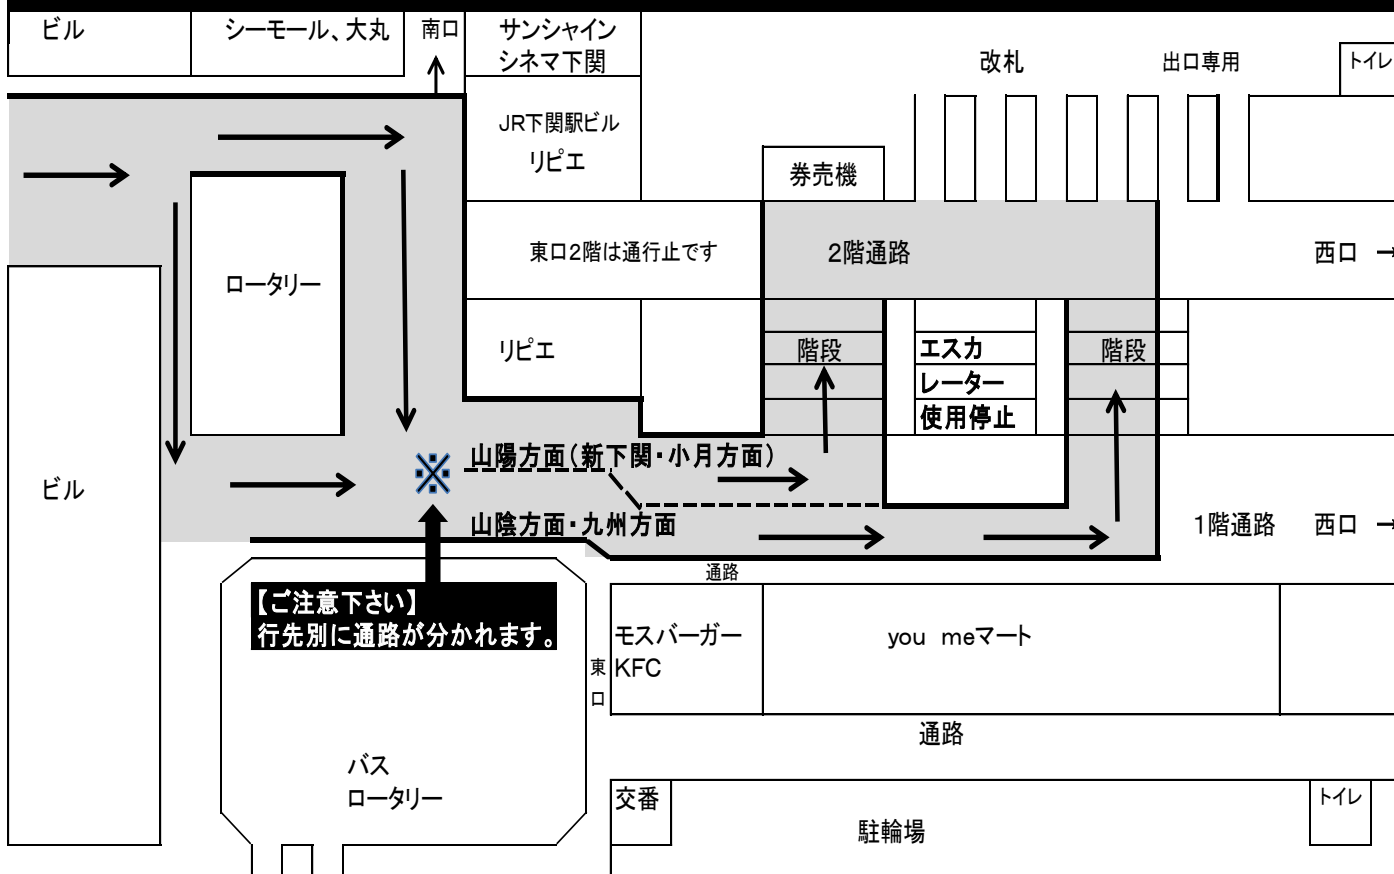 ビル
シーモール、大丸
南口
サンシャイン
シネマ下関
改札
出口専用
トイレ
JR下関駅ビル
リピエ
券売機
東口2階は通行止です
2階通路
西口 →
ロータリー
リピエ
階段
エスカ
レーター
使用停止
階段
山陽方面(新下関・小月方面)
※
ビル
山陰方面・九州方面
1階通路
西口 →
通路
【ご注意下さい】
行先別に通路が分かれます。
モスバーガー
KFC
you meマート
東
口
通路
バス
ロータリー
交番
トイレ
駐輪場